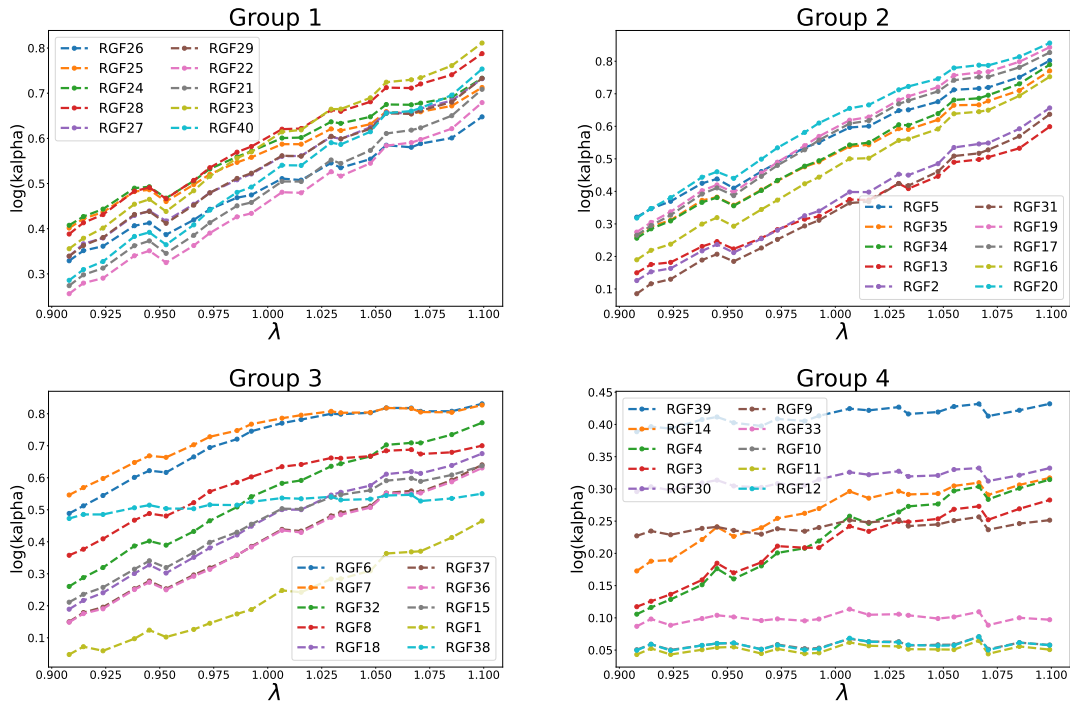 Group 1
log(kalpha)
0.8
0.7
0.6
0.5
0.4
0.3
RGF26 RGF29
RGF25 RGF22
RGF24 RGF21
RGF28 RGF23
RGF27 RGF40
0.900 0.925 0.950 0.975 1.000 1.025 1.050 1.075 1.100
λ
Group 2
log(kalpha)
0.8
0.7
0.6
0.5
0.4
0.3
0.2
0.1
RGF5 RGF31
RGF35 RGF19
RGF34 RGF17
RGF13 RGF16
RGF2 RGF20
0.900 0.925 0.950 0.975 1.000 1.025 1.050 1.075 1.100
λ
Group 3
log(kalpha)
0.8
0.7
0.6
0.5
0.4
0.3
0.2
0.1
RGF6 RGF37
RGF7 RGF36
RGF32 RGF15
RGF8 RGF1
RGF18 RGF38
0.900 0.925 0.950 0.975 1.000 1.025 1.050 1.075 1.100
λ
Group 4
log(kalpha)
0.45
0.40
0.35
0.30
0.25
0.20
0.15
0.10
0.05
RGF39 RGF9
RGF14 RGF33
RGF4 RGF10
RGF3 RGF11
RGF30 RGF12
0.900 0.925 0.950 0.975 1.000 1.025 1.050 1.075 1.100
λ